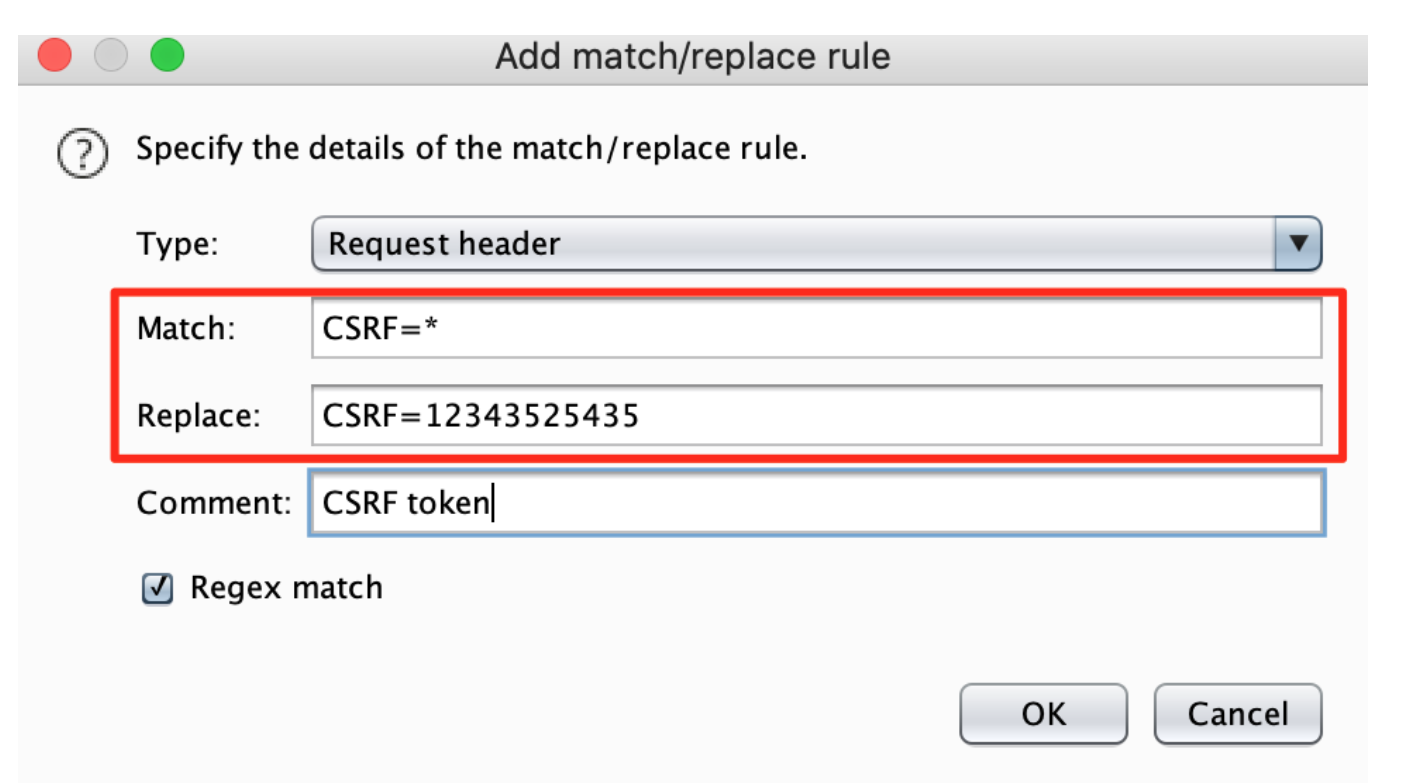 Add match/replace rule
? Specify the details of the match/replace rule.
Type: Request header
Match: CSRF=*
Replace: CSRF=12343525435
Comment: CSRF token
Regex match
OK Cancel